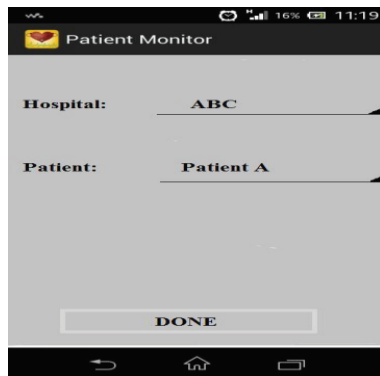 16% 11:19
Patient Monitor
Hospital: ABC
Patient: Patient A
DONE